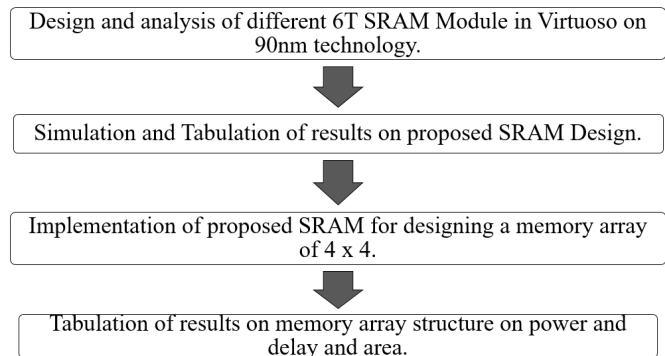 Design and analysis of different 6T SRAM Module in Virtuoso on
90nm technology.
Simulation and Tabulation of results on proposed SRAM Design.
Implementation of proposed SRAM for designing a memory array
of 4 x 4.
Tabulation of results on memory array structure on power and
delay and area.